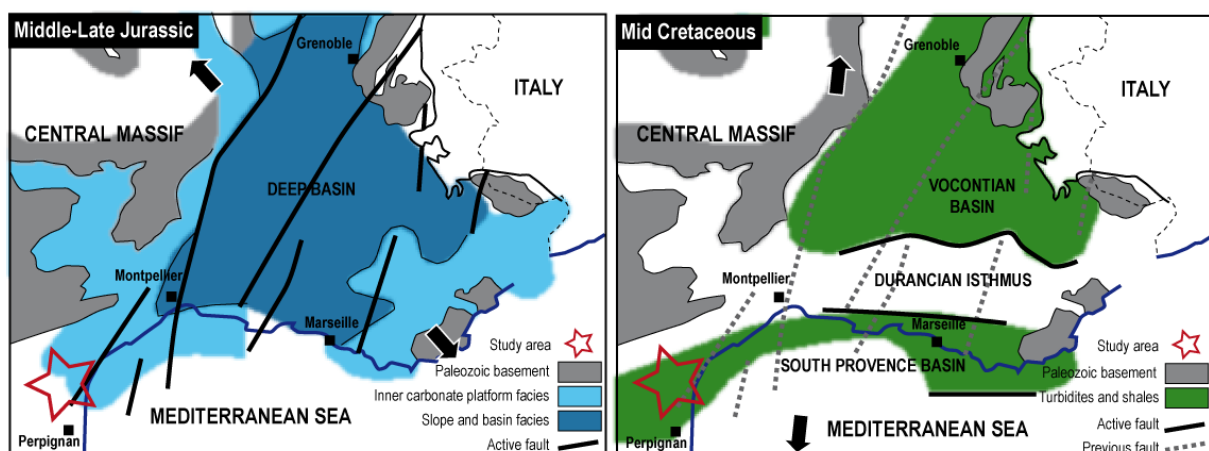 Middle-Late Jurassic
Grenoble
ITALY
CENTRAL MASSIF
DEEP BASIN
Montpellier
Marseille
Study area
Paleozoic basement
Inner carbonate platform facies
Slope and basin facies
Active fault
MEDITERRANEAN SEA
Perpignan
Mid Cretaceous
Grenoble
ITALY
CENTRAL MASSIF
VOCONTIAN
BASIN
Montpellier
DURANCIAN ISTHMUS
Marseille
SOUTH PROVENCE BASIN
Study area
Paleozoic basement
Turbidites and shales
Active fault
Previous fault
MEDITERRANEAN SEA
Perpignan